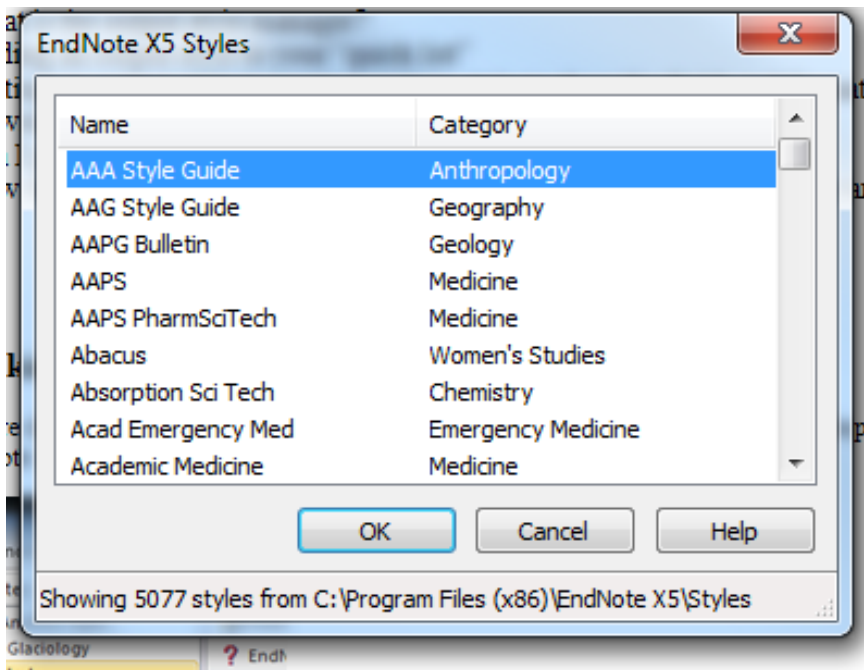 EndNote X5 Styles
Name Category
AAA Style Guide Anthropology
AAG Style Guide Geography
AAPG Bulletin Geology
AAPS Medicine
AAPS PharmSciTech Medicine
Abacus Women's Studies
Absorption Sci Tech Chemistry
Acad Emergency Med Emergency Medicine
Academic Medicine Medicine
OK Cancel Help
Showing 5077 styles from C:\Program Files (x86)\EndNote X5\Styles
Glaciology ? EndN